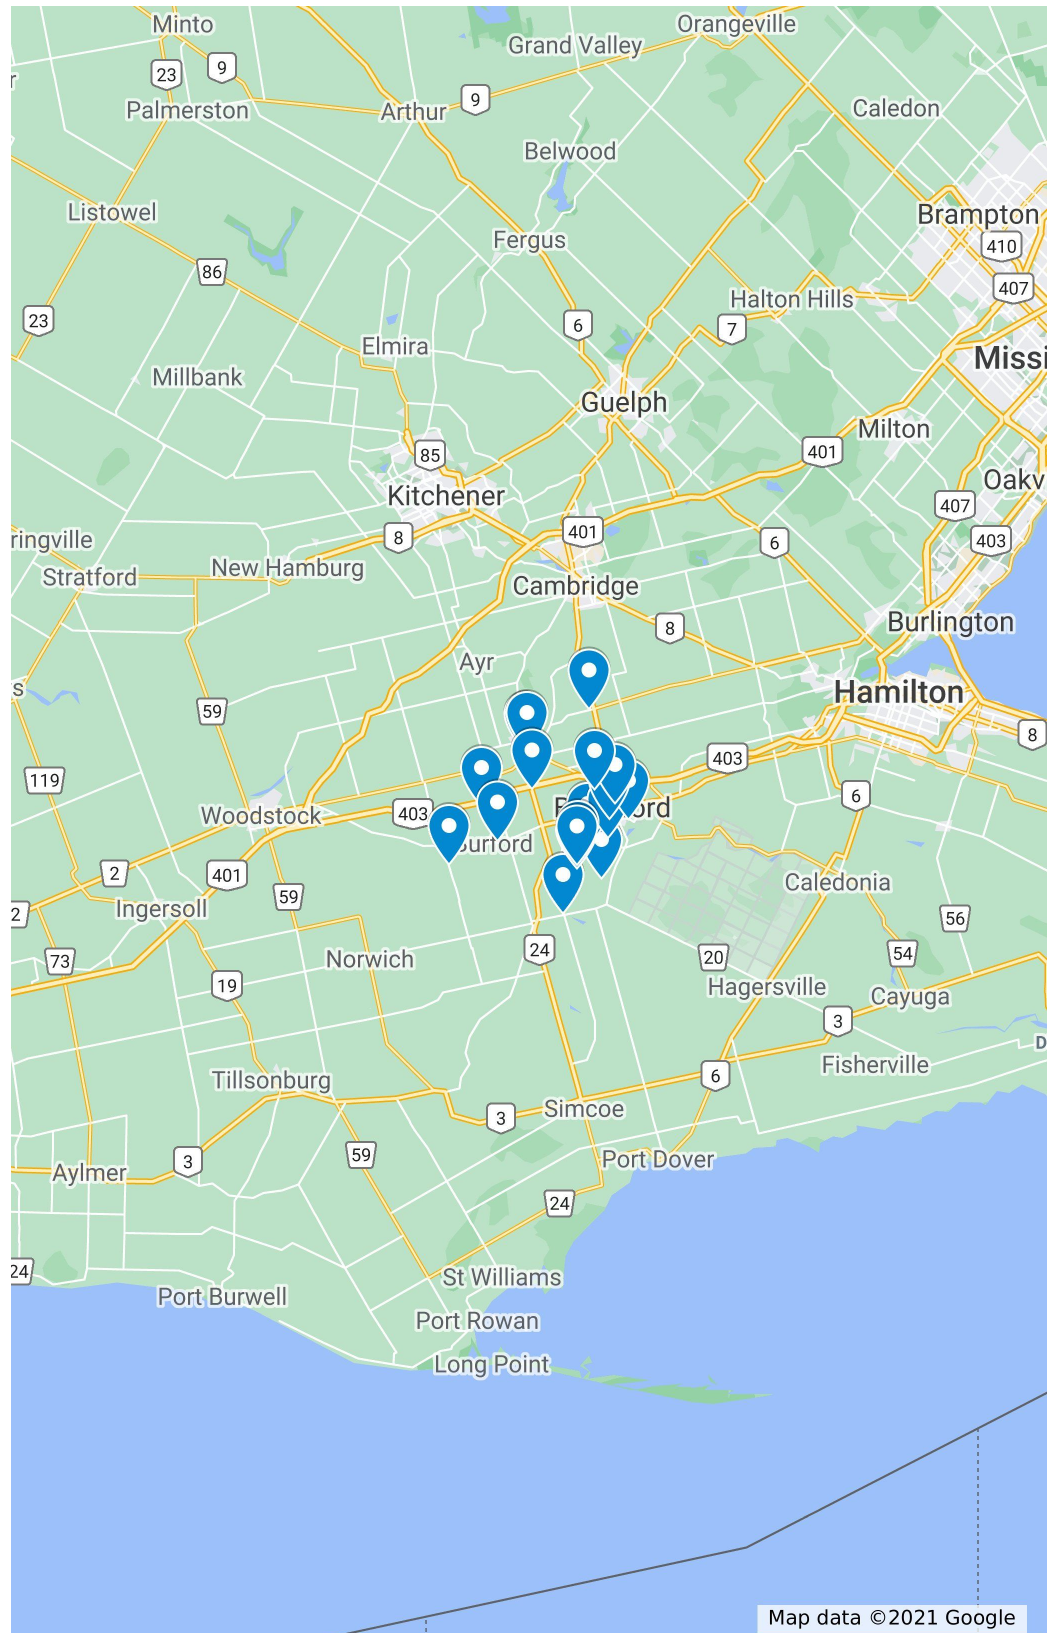 Minto
Orangeville
Grand Valley
23
9
9
Palmerston
Arthur
Caledon
Belwood
Listowel
Brampton
Fergus
410
86
407
Halton Hills
23
6
7
Elmira
Missi
Millbank
Guelph
Milton
85
401
Oakv
Kitchener
407
401
8
6
403
ringville
New Hamburg
Stratford
Cambridge
Burlington
8
Ayr
s
Hamilton
59
8
403
119
6
403
Woodstock
ord
Burford
2
401
Caledonia
59
Ingersoll
2
56
24
54
73
Norwich
20
19
Hagersville
Cayuga
3
D
Fisherville
6
Tillsonburg
Simcoe
3
59
3
Port Dover
Aylmer
24
24
St Williams
Port Burwell
Port Rowan
Long Point
Map data ©2021 Google